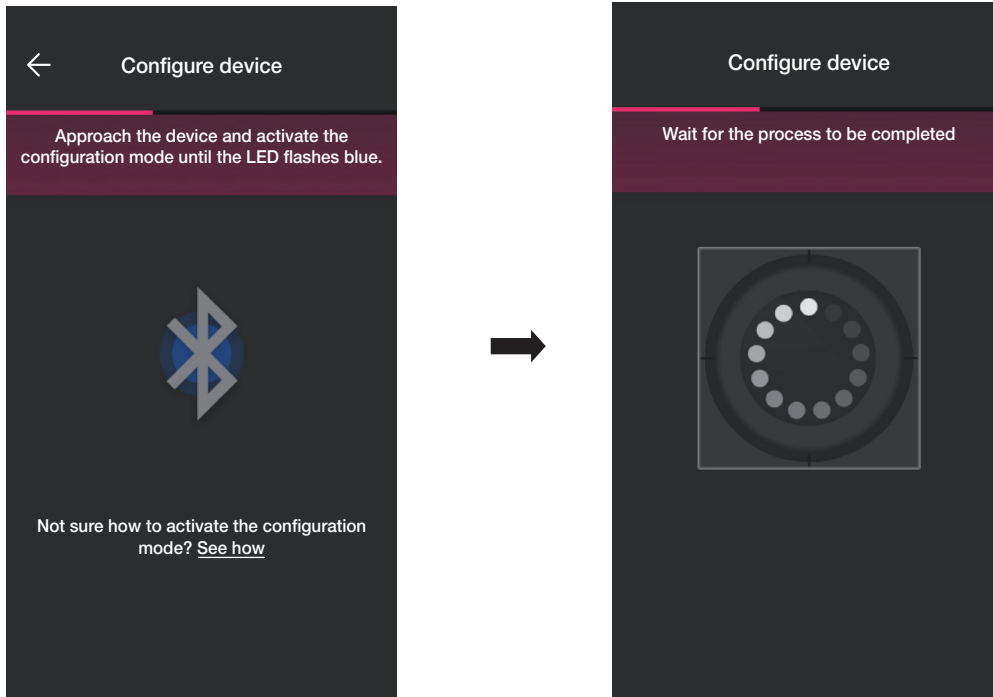 Configure device
Approach the device and activate the
configuration mode until the LED flashes blue.
Not sure how to activate the configuration
mode? See how
Configure device
Wait for the process to be completed